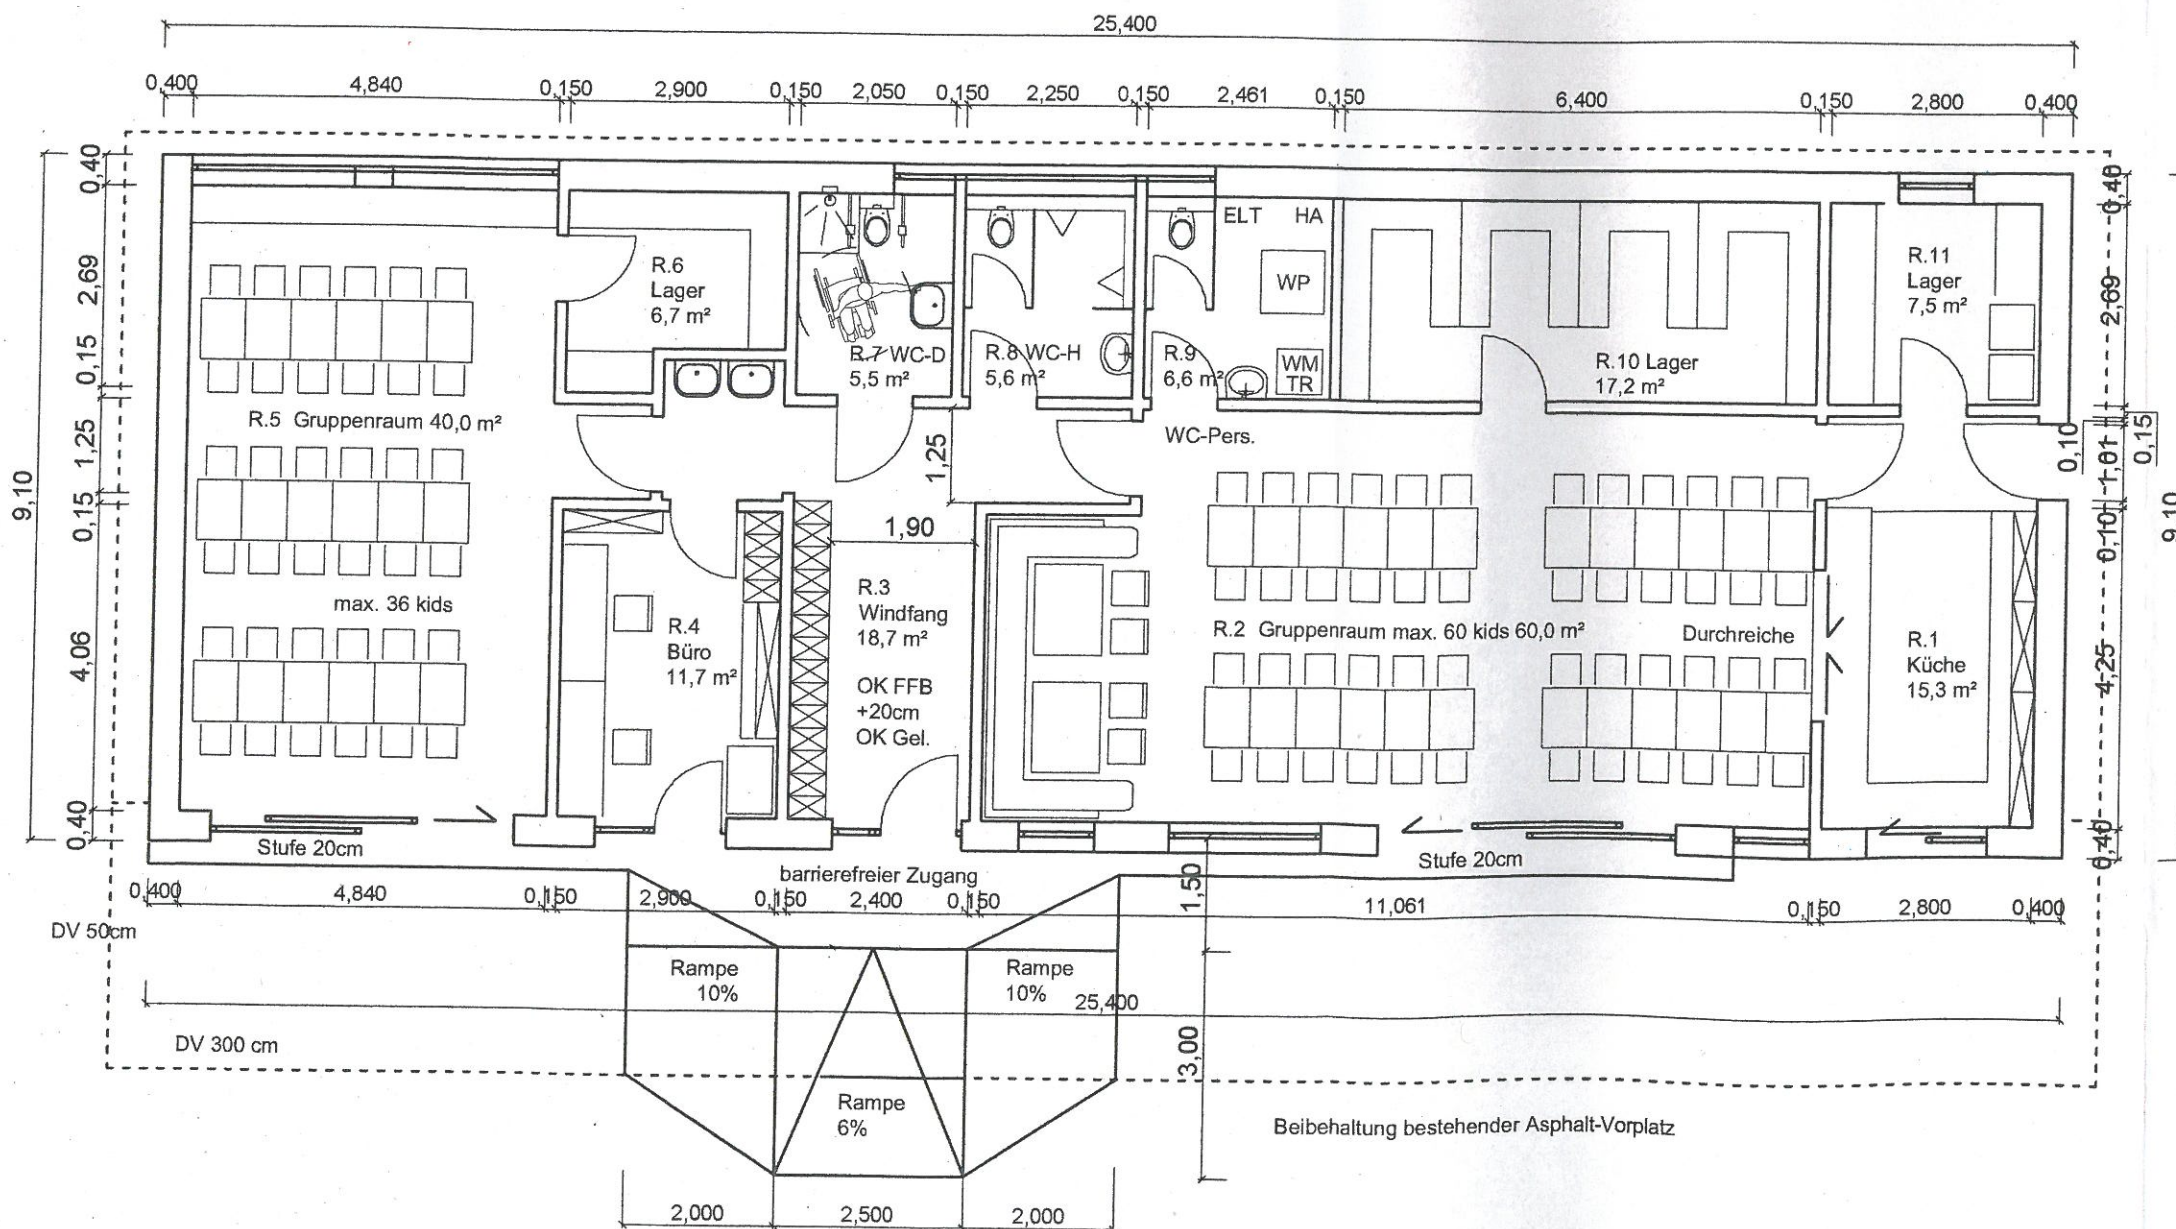 25,400
0,400 4,840 0,150 2,900 0,150 2,050 0,150 2,250 0,150 2,461 0,150 6,400 0,150 2,800 0,400
0,40
2,69
0,15
1,25
0,15
4,06
0,40
9,10
R.6
Lager
6,7 m²
R.7 WC-D
5,5 m²
R.8 WC-H
5,6 m²
ELT HA
WP
WM
TR
R.9
6,6 m²
WC-Pers.
R.10 Lager
17,2 m²
R.11
Lager
7,5 m²
R.5 Gruppenraum 40,0 m²
max. 36 kids
1,25
1,90
R.4
Büro
11,7 m²
R.3
Windfang
18,7 m²
OK FFB
+20cm
OK Gel.
R.2 Gruppenraum max. 60 kids 60,0 m²
Durchreiche
R.1
Küche
15,3 m²
0,40
2,69
0,10
0,15
1,01
0,10
4,25
0,40
9,10
Stufe 20cm
barrierefreier Zugang
Stufe 20cm
1,50
0,400 4,840 0,150 2,900 0,150 2,400 0,150 11,061 0,150 2,800 0,400
DV 50cm
Rampe
10%
Rampe
10%
25,400
DV 300 cm
3,00
Rampe
6%
Beibehaltung bestehender Asphalt-Vorplatz
2,000 2,500 2,000